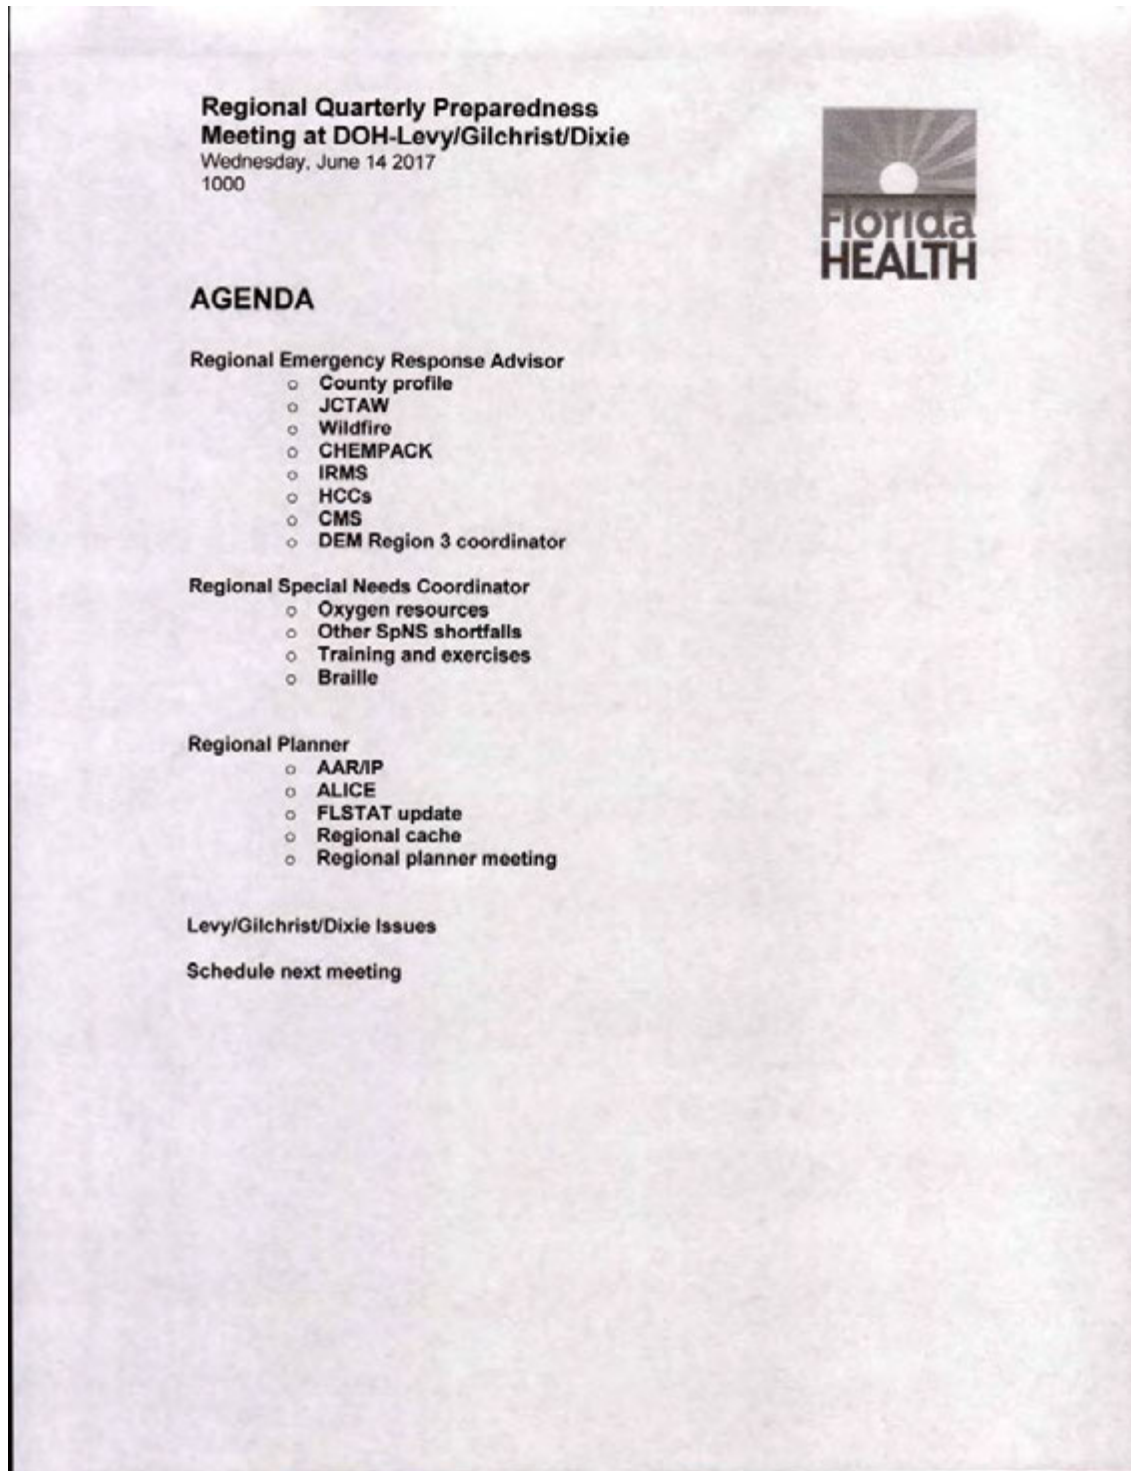 Regional Quarterly Preparedness
Meeting at DOH-Levy/Gilchrist/Dixie
Wednesday, June 14 2017
1000
Florida
HEALTH
AGENDA
Regional Emergency Response Advisor
o County profile
o JCTAW
o Wildfire
o CHEMPACK
o IRMS
o HCCs
o CMS
o DEM Region 3 coordinator
Regional Special Needs Coordinator
o Oxygen resources
o Other SpNS shortfalls
o Training and exercises
o Braille
Regional Planner
o AAR/IP
o ALICE
o FLSTAT update
o Regional cache
o Regional planner meeting
Levy/Gilchrist/Dixie Issues
Schedule next meeting